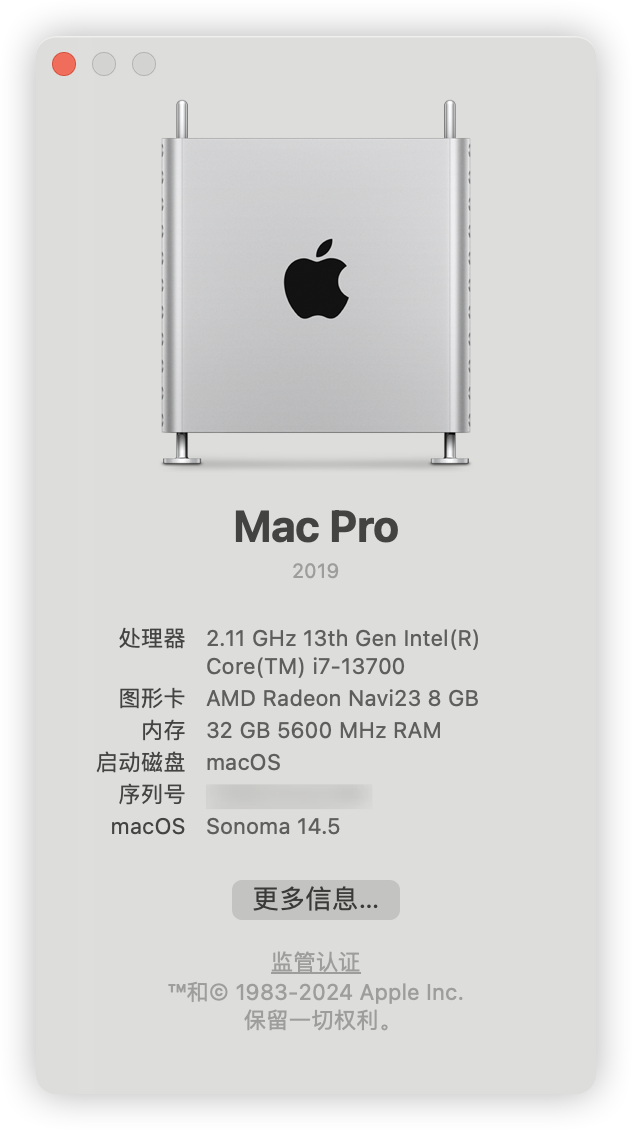 Mac Pro
2019
处理器 2.11 GHz 13th Gen Intel(R)
Core(TM) i7-13700
图形卡 AMD Radeon Navi23 8 GB
内存 32 GB 5600 MHz RAM
启动磁盘 macOS
序列号
macOS Sonoma 14.5
更多信息...
监管认证
™和© 1983-2024 Apple Inc.
保留一切权利。